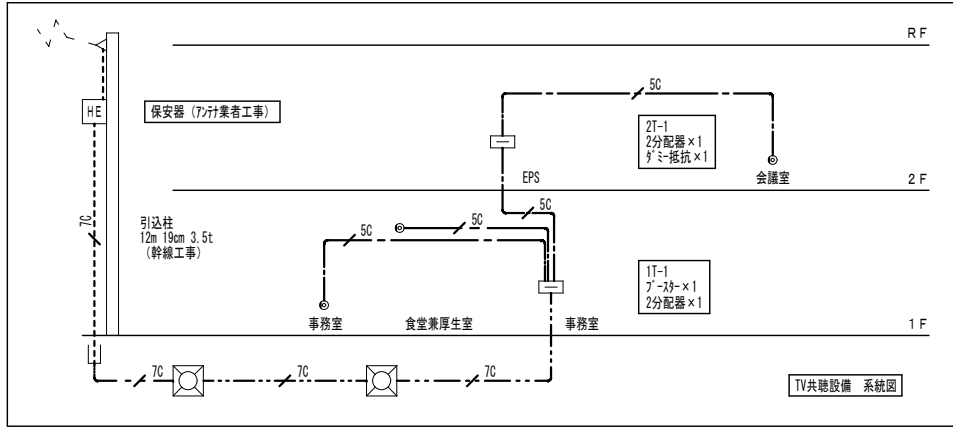 RF
HE
保安器 (ｱﾝﾃﾅ業者工事)
5C
2T-1
2分配器×1
ﾀﾞﾐｰ抵抗×1
EPS
会議室
2F
7C
引込柱
12m 19cm 3.5t
(幹線工事)
5C
5C
5C
1T-1
ﾌﾞｰｽﾀｰ×1
2分配器×1
事務室
食堂兼厚生室
事務室
1F
7C
7C
7C
TV共聴設備 系統図